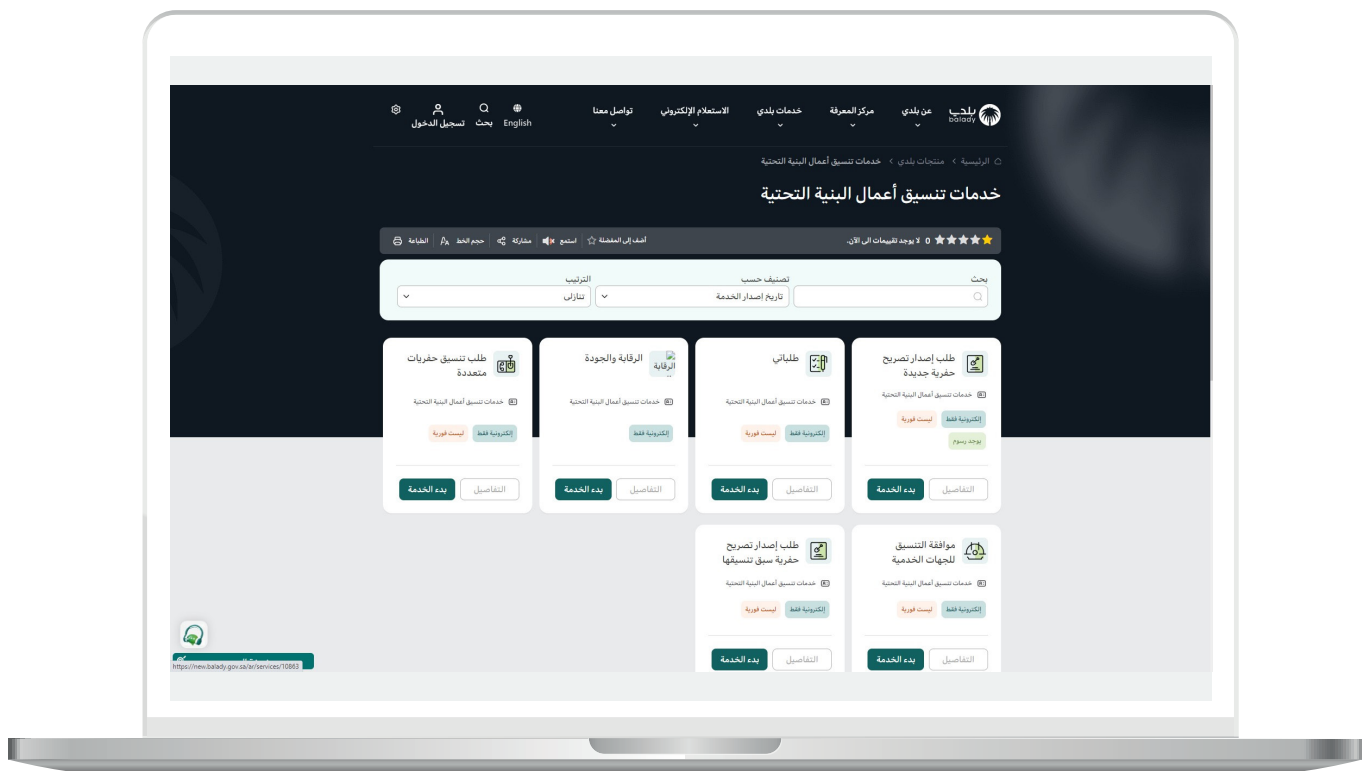 بلدي
balady
عن بلدي
مركز المعرفة
خدمات بلدي
الاستعلام الإلكتروني
تواصل معنا
English
بحث
تسجيل الدخول
الرئيسية › منتجات بلدي › خدمات تنسيق أعمال البنية التحتية
خدمات تنسيق أعمال البنية التحتية
0 لا يوجد تقييمات الى الآن.
أضف إلى المفضلة
استمع
مشاركة
حجم الخط
الطباعة
بحث
تصنيف حسب
الترتيب
تاريخ إصدار الخدمة
تنازلى
طلب إصدار تصريح
حفرية جديدة
خدمات تنسيق أعمال البنية التحتية
إلكترونية فقط
ليست فورية
يوجد رسوم
التفاصيل
بدء الخدمة
طلباتي
خدمات تنسيق أعمال البنية التحتية
إلكترونية فقط
ليست فورية
التفاصيل
بدء الخدمة
الرقابة
الرقابة والجودة
خدمات تنسيق أعمال البنية التحتية
إلكترونية فقط
التفاصيل
بدء الخدمة
طلب تنسيق حفريات
متعددة
خدمات تنسيق أعمال البنية التحتية
إلكترونية فقط
ليست فورية
التفاصيل
بدء الخدمة
موافقة التنسيق
للجهات الخدمية
خدمات تنسيق أعمال البنية التحتية
إلكترونية فقط
ليست فورية
التفاصيل
بدء الخدمة
طلب إصدار تصريح
حفرية سبق تنسيقها
خدمات تنسيق أعمال البنية التحتية
إلكترونية فقط
ليست فورية
التفاصيل
بدء الخدمة
https://new.balady.gov.sa/ar/services/10863